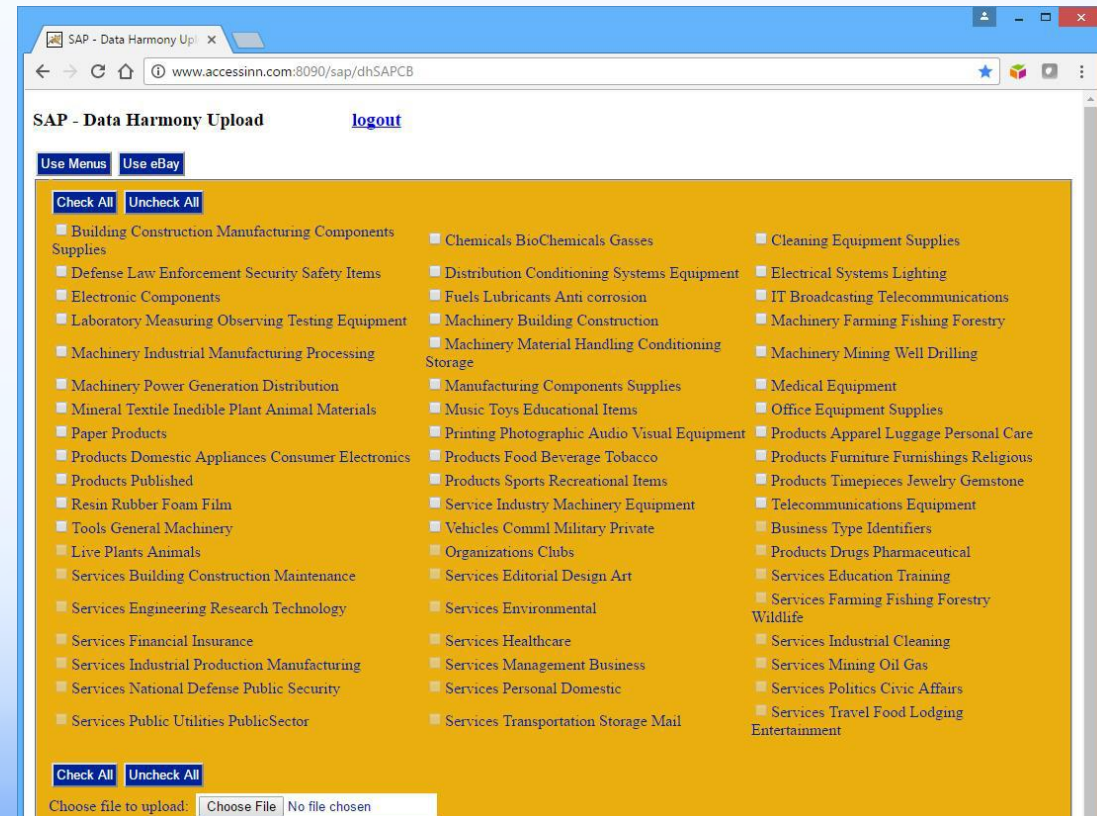 SAP - Data Harmony Upl
www.accessinn.com:8090/sap/dhSAPCB
SAP - Data Harmony Upload logout
Use Menus Use eBay
Check All Uncheck All
Building Construction Manufacturing Components
Supplies
Chemicals BioChemicals Gasses
Cleaning Equipment Supplies
Defense Law Enforcement Security Safety Items
Distribution Conditioning Systems Equipment
Electrical Systems Lighting
Electronic Components
Fuels Lubricants Anti corrosion
IT Broadcasting Telecommunications
Laboratory Measuring Observing Testing Equipment
Machinery Building Construction
Machinery Farming Fishing Forestry
Machinery Industrial Manufacturing Processing
Machinery Material Handling Conditioning
Storage
Machinery Mining Well Drilling
Machinery Power Generation Distribution
Manufacturing Components Supplies
Medical Equipment
Mineral Textile Inedible Plant Animal Materials
Music Toys Educational Items
Office Equipment Supplies
Paper Products
Printing Photographic Audio Visual Equipment
Products Apparel Luggage Personal Care
Products Domestic Appliances Consumer Electronics
Products Food Beverage Tobacco
Products Furniture Furnishings Religious
Products Published
Products Sports Recreational Items
Products Timepieces Jewelry Gemstone
Resin Rubber Foam Film
Service Industry Machinery Equipment
Telecommunications Equipment
Tools General Machinery
Vehicles Comml Military Private
Business Type Identifiers
Live Plants Animals
Organizations Clubs
Products Drugs Pharmaceutical
Services Building Construction Maintenance
Services Editorial Design Art
Services Education Training
Services Engineering Research Technology
Services Environmental
Services Farming Fishing Forestry
Wildlife
Services Financial Insurance
Services Healthcare
Services Industrial Cleaning
Services Industrial Production Manufacturing
Services Management Business
Services Mining Oil Gas
Services National Defense Public Security
Services Personal Domestic
Services Politics Civic Affairs
Services Public Utilities PublicSector
Services Transportation Storage Mail
Services Travel Food Lodging
Entertainment
Check All Uncheck All
Choose file to upload: Choose File No file chosen